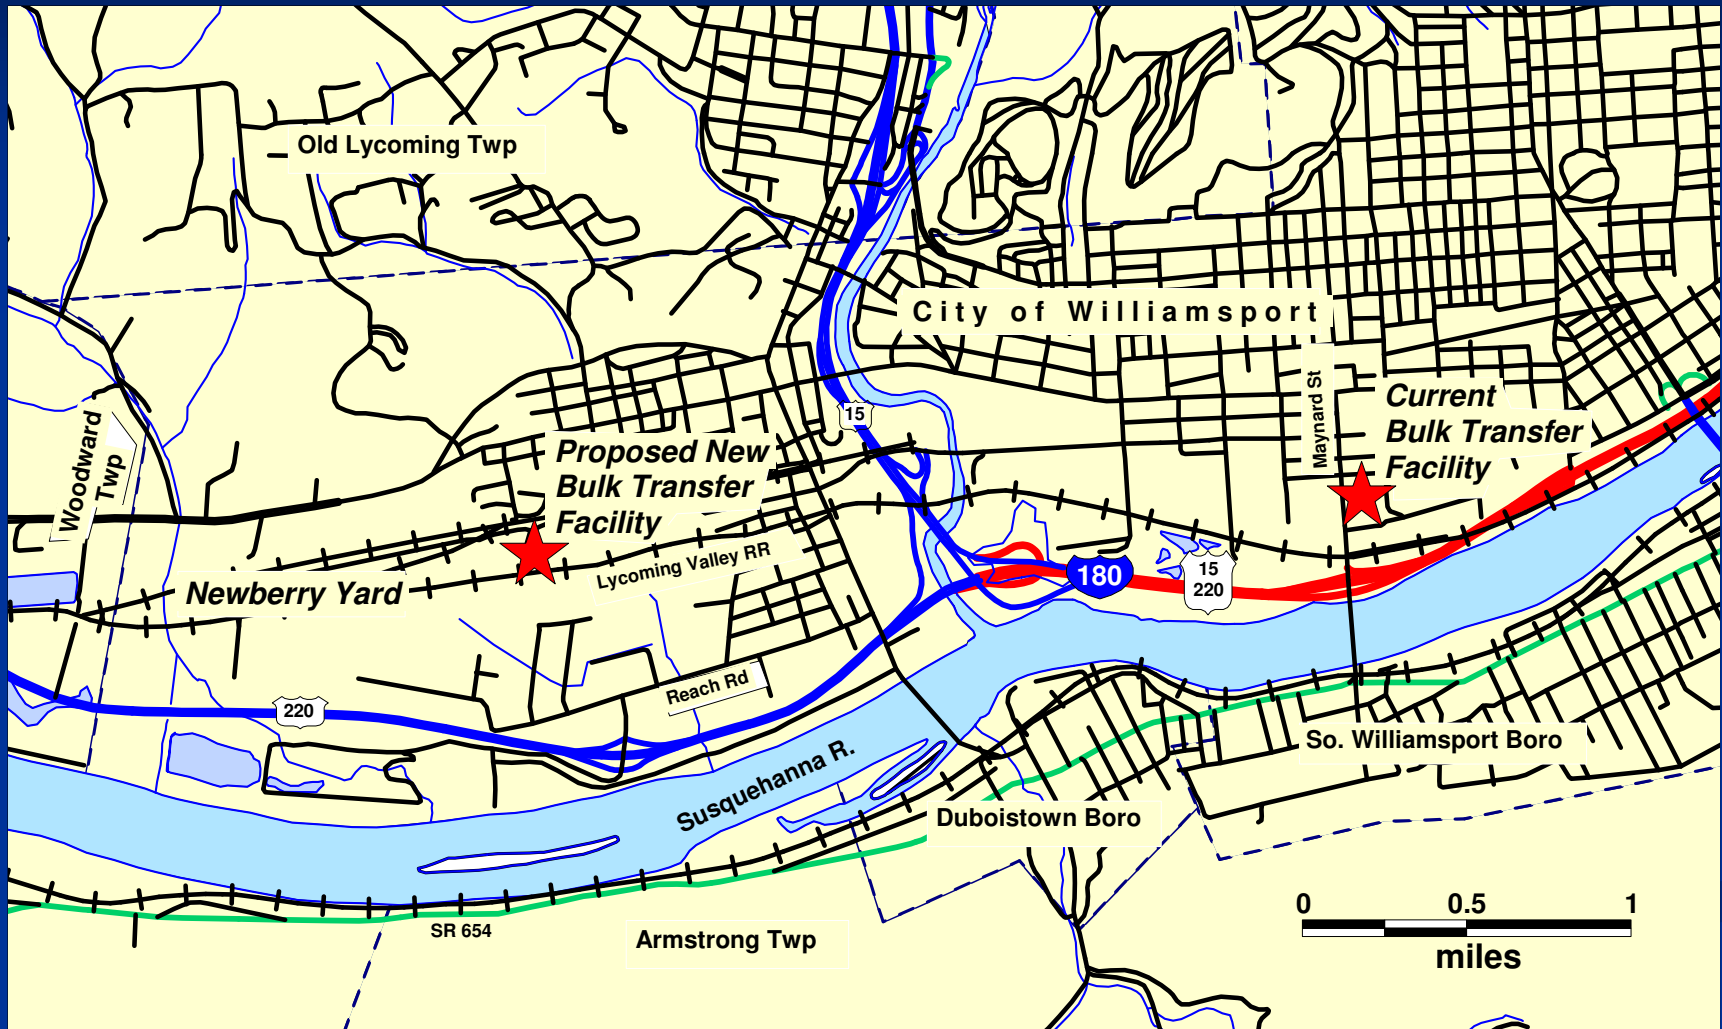 Old Lycoming Twp
City of Williamsport
Maynard St
Current
Bulk Transfer
Facility
15
Woodward
Twp
Proposed New
Bulk Transfer
Facility
Lycoming Valley RR
Newberry Yard
180
15
220
Reach Rd
220
So. Williamsport Boro
Susquehanna R.
Duboistown Boro
SR 654
Armstrong Twp
0 0.5 1
miles